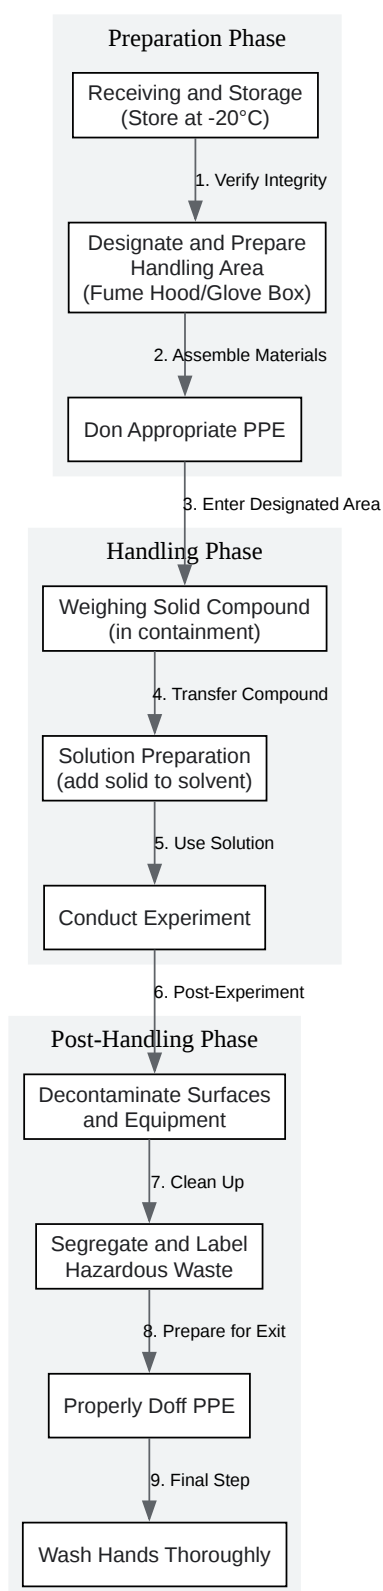 Preparation Phase
Receiving and Storage
(Store at -20°C)
1. Verify Integrity
Designate and Prepare
Handling Area
(Fume Hood/Glove Box)
2. Assemble Materials
Don Appropriate PPE
3. Enter Designated Area
Handling Phase
Weighing Solid Compound
(in containment)
4. Transfer Compound
Solution Preparation
(add solid to solvent)
5. Use Solution
Conduct Experiment
6. Post-Experiment
Post-Handling Phase
Decontaminate Surfaces
and Equipment
7. Clean Up
Segregate and Label
Hazardous Waste
8. Prepare for Exit
Properly Doff PPE
9. Final Step
Wash Hands Thoroughly